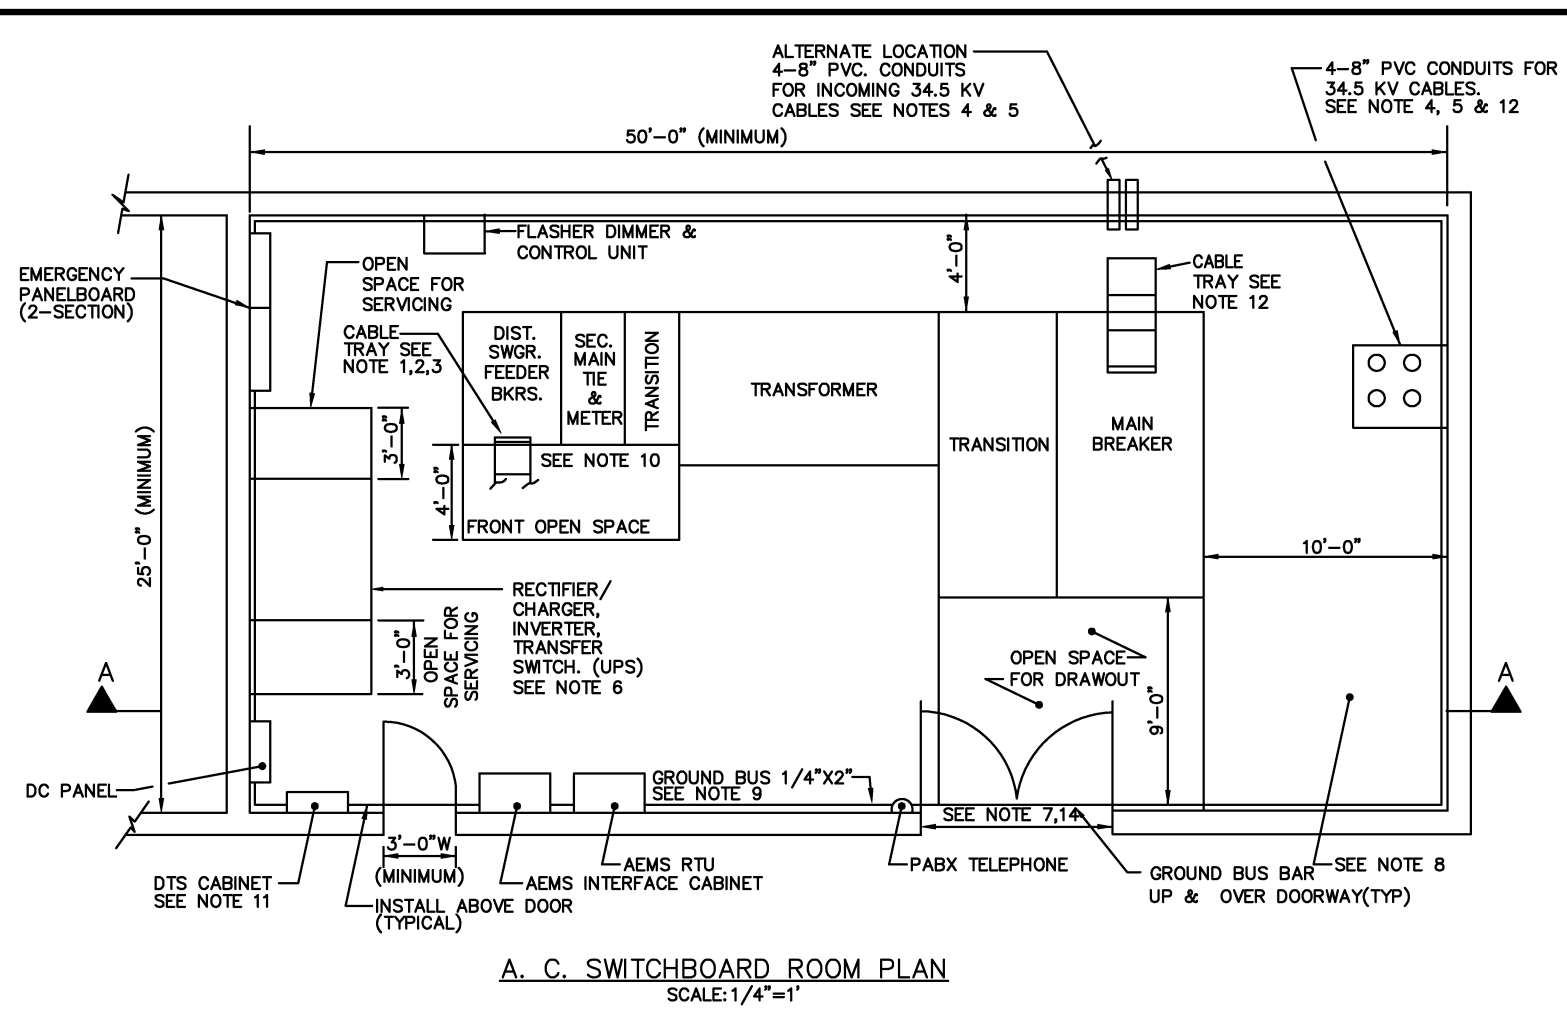 ALTERNATE LOCATION
4-8" PVC. CONDUITS
FOR INCOMING 34.5 KV
CABLES SEE NOTES 4 & 5
4-8" PVC CONDUITS FOR
34.5 KV CABLES.
SEE NOTE 4, 5 & 12
50'-0" (MINIMUM)
FLASHER DIMMER &
CONTROL UNIT
4'-0"
CABLE
TRAY SEE
NOTE 12
EMERGENCY
PANELBOARD
(2-SECTION)
OPEN
SPACE FOR
SERVICING
CABLE
TRAY SEE
NOTE 1,2,3
DIST.
SWGR.
FEEDER
BKRS.
SEC.
MAIN
TIE
&
METER
TRANSITION
TRANSFORMER
TRANSITION
MAIN
BREAKER
3'-0"
25'-0" (MINIMUM)
4'-0"
SEE NOTE 10
FRONT OPEN SPACE
10'-0"
RECTIFIER/
CHARGER,
INVERTER,
TRANSFER
SWITCH. (UPS)
SEE NOTE 6
3'-0"
OPEN
SPACE FOR
SERVICING
OPEN SPACE
FOR DRAWOUT
9'-0"
A
A
DC PANEL
GROUND BUS 1/4"X2"
SEE NOTE 9
SEE NOTE 7,14
3'-0"W
(MINIMUM)
DTS CABINET
SEE NOTE 11
INSTALL ABOVE DOOR
(TYPICAL)
AEMS RTU
AEMS INTERFACE CABINET
PABX TELEPHONE
GROUND BUS BAR
UP & OVER DOORWAY(TYP)
SEE NOTE 8
A. C. SWITCHBOARD ROOM PLAN
SCALE:1/4"=1'